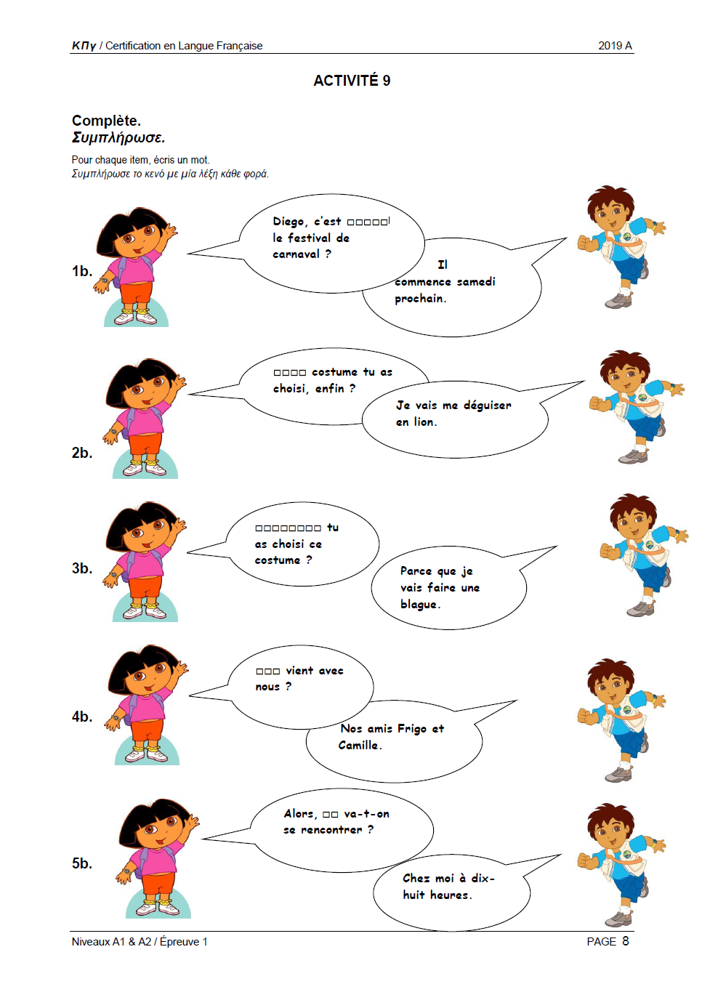 ΚΠγ / Certification en Langue Française 2019 A
ACTIVITÉ 9
Complète.
Συμπλήρωσε.
Pour chaque item, écris un mot.
Συμπλήρωσε το κενό με μία λέξη κάθε φορά.
1b.
Diego, c'est □□□□□
le festival de
carnaval ?
Il
commence samedi
prochain.
2b.
□□□□ costume tu as
choisi, enfin ?
Je vais me déguiser
en lion.
3b.
□□□□□□□□ tu
as choisi ce
costume ?
Parce que je
vais faire une
blague.
4b.
□□□ vient avec
nous ?
Nos amis Frigo et
Camille.
5b.
Alors, □□ va-t-on
se rencontrer ?
Chez moi à dix-
huit heures.
Niveaux A1 & A2 / Épreuve 1 PAGE 8